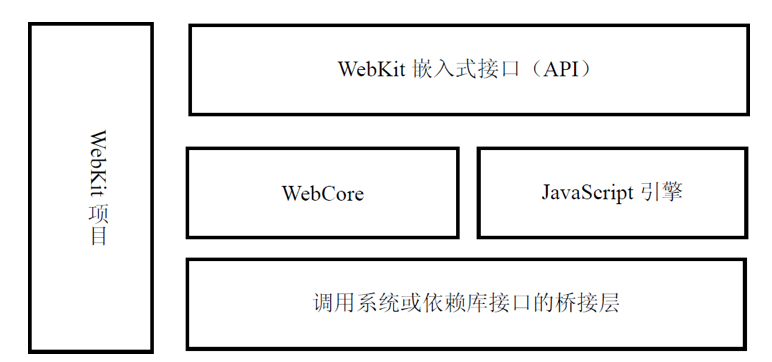 WebKit 项目
WebKit 嵌入式接口（API）
WebCore
JavaScript 引擎
调用系统或依赖库接口的桥接层